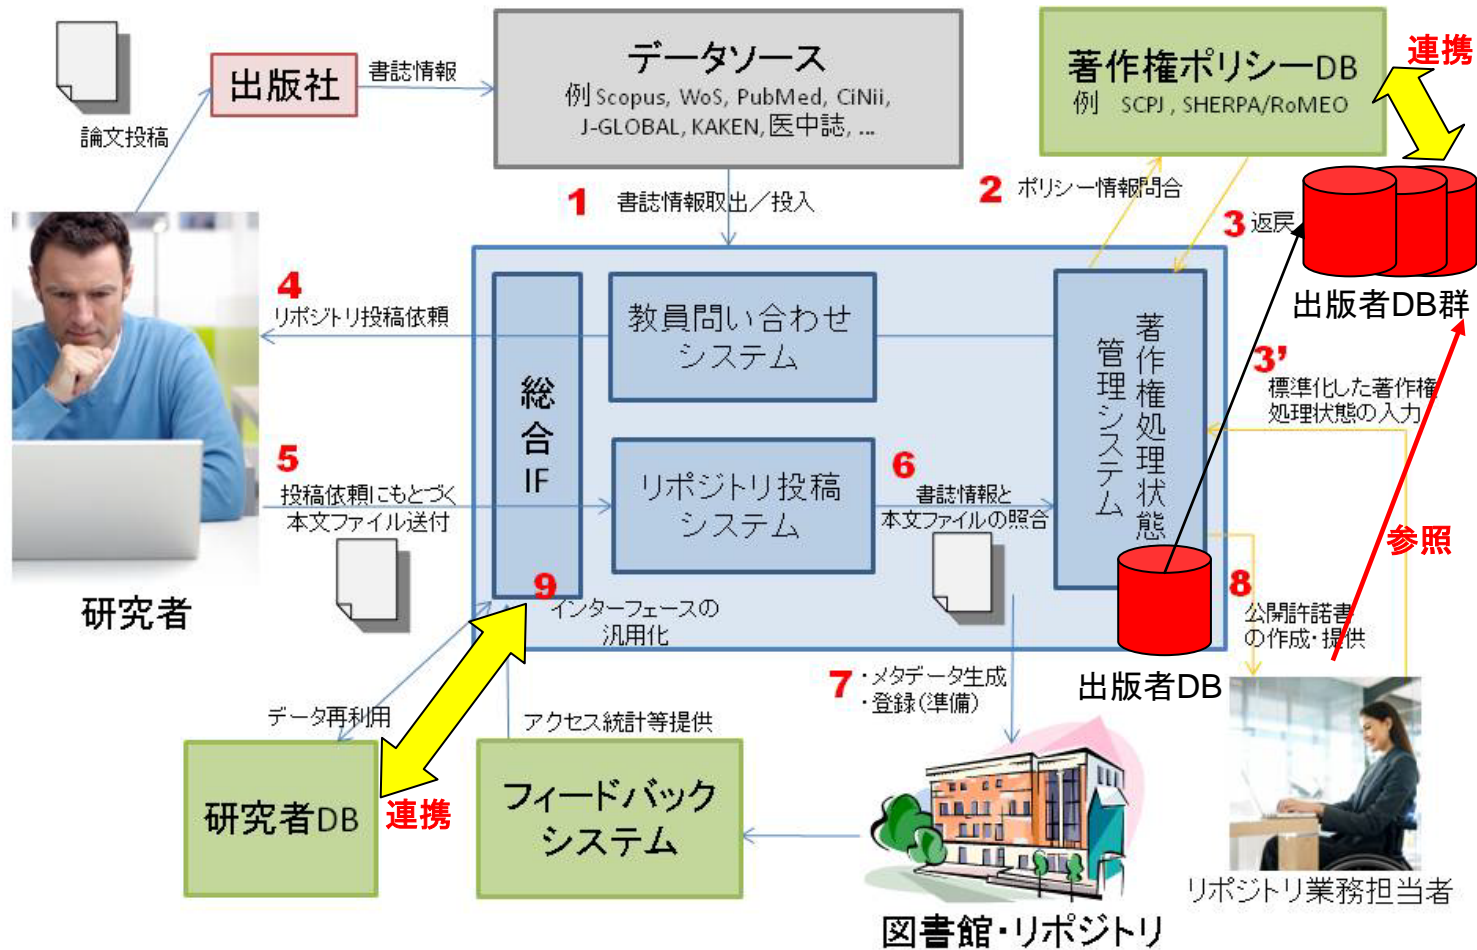 データソース
例 Scopus, WoS, PubMed, CiNii,
J-GLOBAL, KAKEN, 医中誌, ...
著作権ポリシーDB
例 SCPJ , SHERPA/RoMEO
連携
出版社
書誌情報
論文投稿
1 書誌情報取出／投入
2 ポリシー情報問合
3 返戻
出版者DB群
4
リポジトリ投稿依頼
教員問い合わせ
システム
総合IF
著作権処理状態
管理システム
3’
標準化した著作権
処理状態の入力
5
投稿依頼にもとづく
本文ファイル送付
リポジトリ投稿
システム
6
書誌情報と
本文ファイルの照合
参照
研究者
9
インターフェースの
汎用化
8
公開許諾書
の作成・提供
出版者DB
7 ・メタデータ生成
・登録(準備)
データ再利用
アクセス統計等提供
研究者DB
連携
フィードバック
システム
リポジトリ業務担当者
図書館・リポジトリ